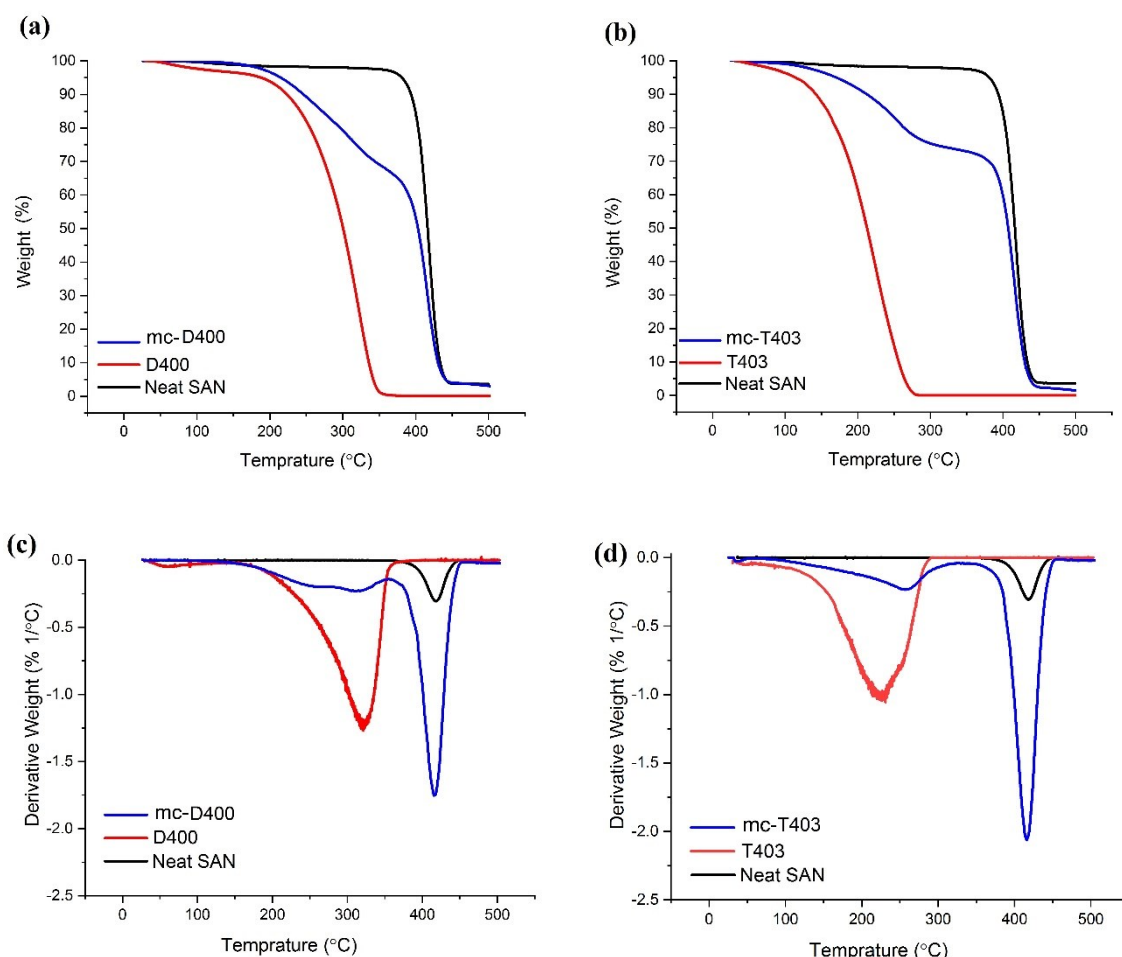 (a)
100
90
80
70
60
50
40
30
20
10
0
Weight (%)
mc-D400
D400
Neat SAN
0 100 200 300 400 500
Temprature (°C)
(b)
100
90
80
70
60
50
40
30
20
10
0
Weight (%)
mc-T403
T403
Neat SAN
0 100 200 300 400 500
Temprature (°C)
(c)
0.0
-0.5
-1.0
-1.5
-2.0
-2.5
Derivative Weight (% 1/°C)
mc-D400
D400
Neat SAN
0 100 200 300 400 500
Temprature (°C)
(d)
0.0
-0.5
-1.0
-1.5
-2.0
-2.5
Derivative Weight (% 1/°C)
mc-T403
T403
Neat SAN
0 100 200 300 400 500
Temprature (°C)